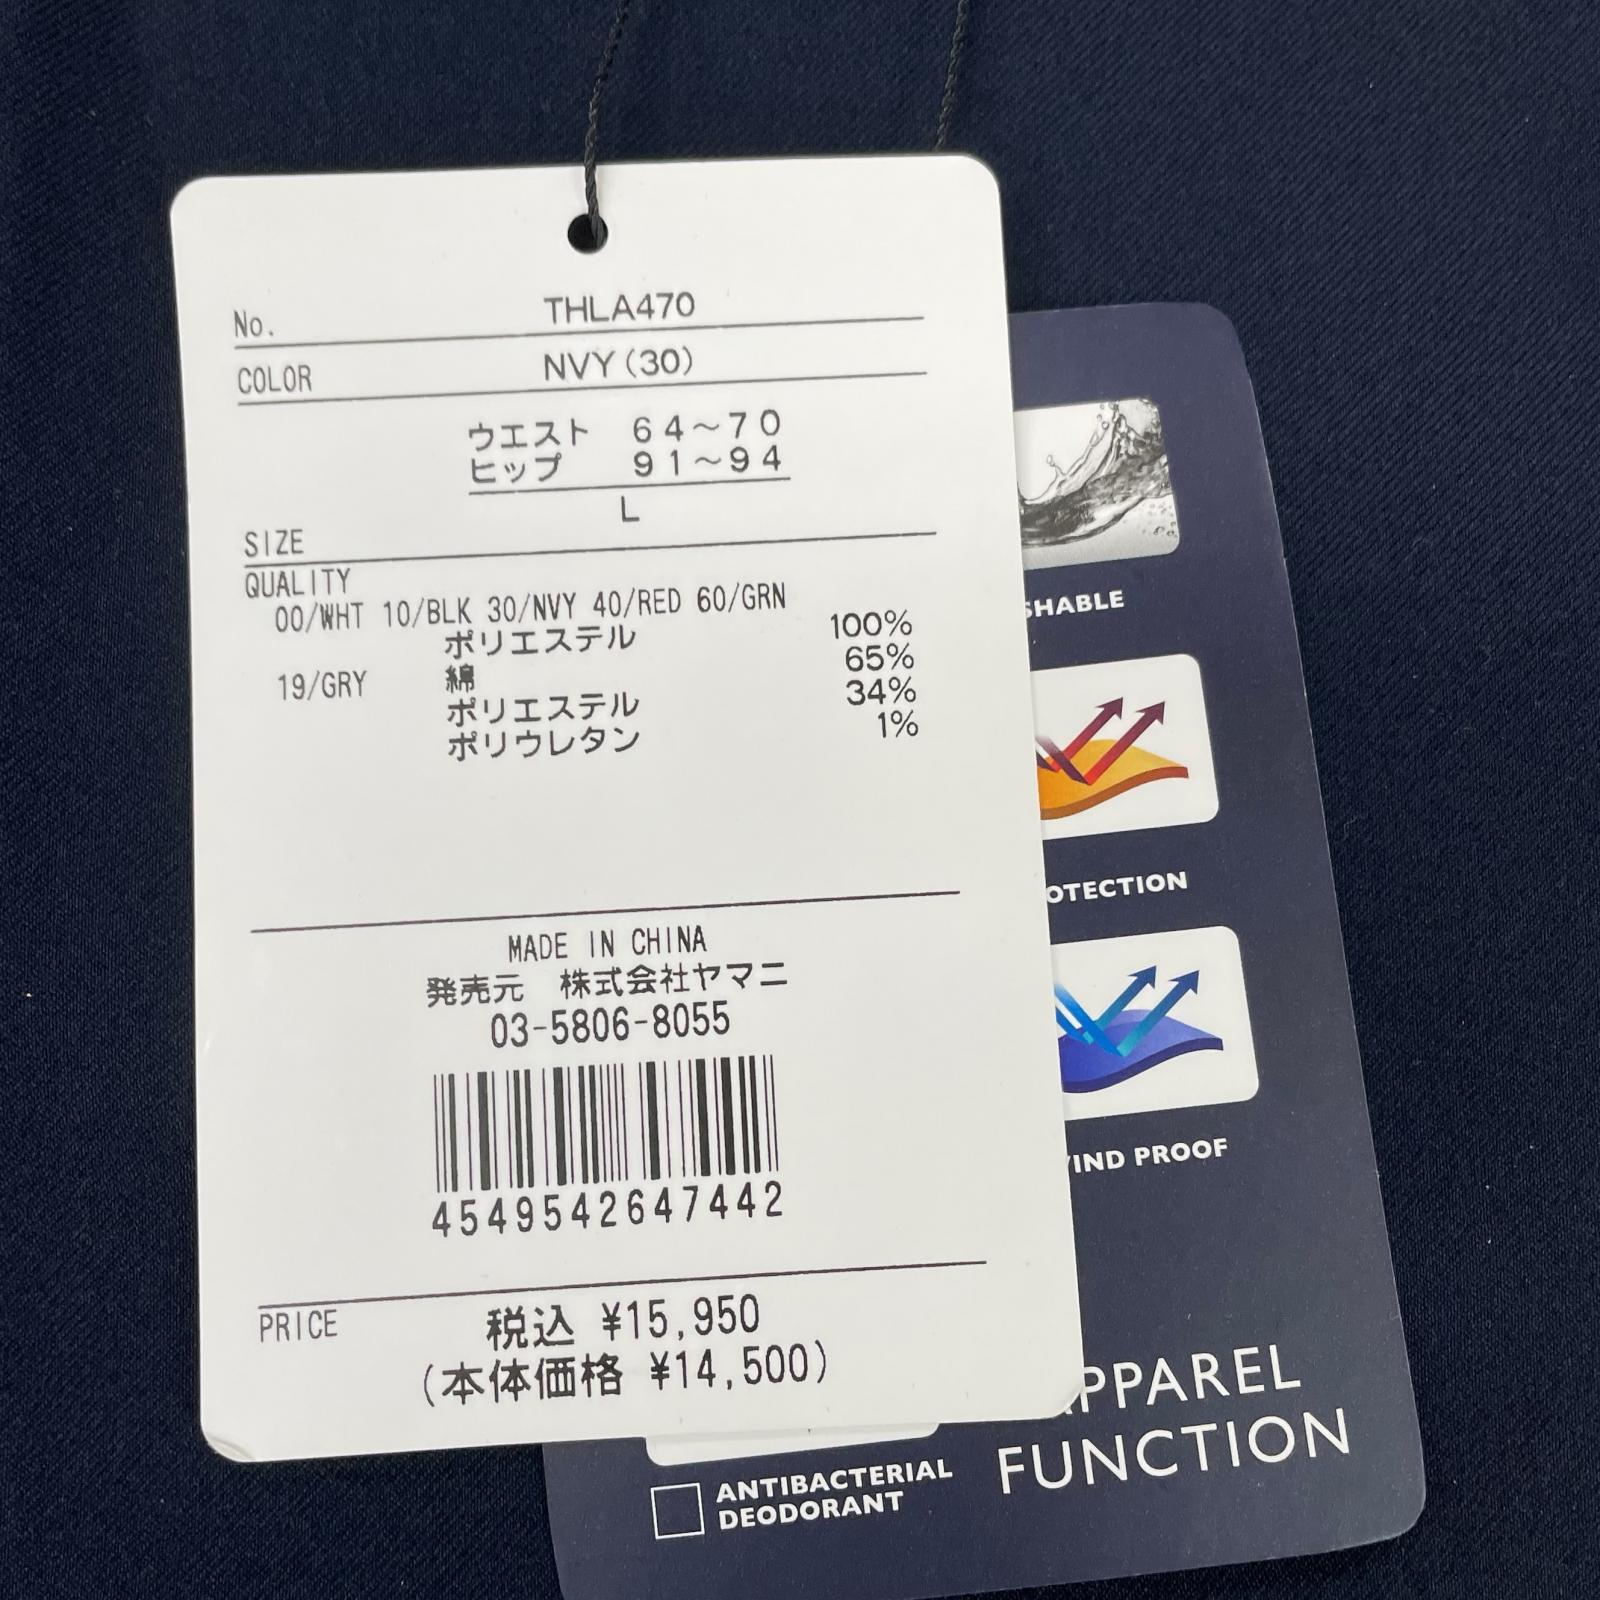 No. THLA470
COLOR NVY(30)
ウエスト 64~70
ヒップ 91~94
L
SIZE
QUALITY
00/WHT 10/BLK 30/NVY 40/RED 60/GRN
ポリエステル 100%
19/GRY 綿 65%
ポリエステル 34%
ポリウレタン 1%
MADE IN CHINA
発売元 株式会社ヤマニ
03-5806-8055
4549542647442
PRICE 税込 ¥15,950
(本体価格 ¥14,500)
SHABLE
OTECTION
IND PROOF
PPAREL
FUNCTION
ANTIBACTERIAL
DEODORANT